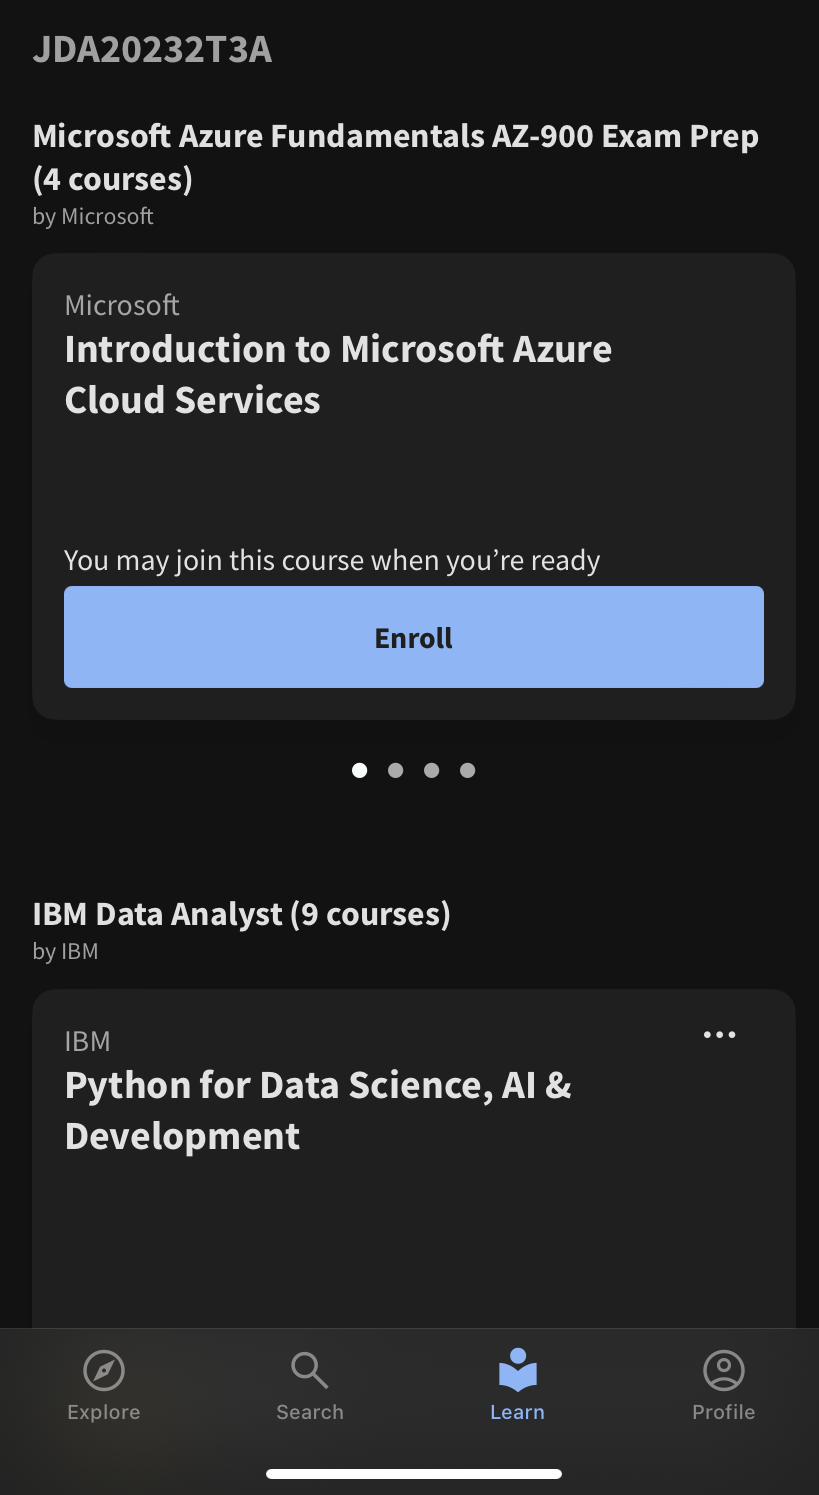 JDA20232T3A
Microsoft Azure Fundamentals AZ-900 Exam Prep
(4 courses)
by Microsoft
Microsoft
Introduction to Microsoft Azure
Cloud Services
You may join this course when you’re ready
Enroll
IBM Data Analyst (9 courses)
by IBM
IBM
Python for Data Science, AI &
Development
Explore
Search
Learn
Profile